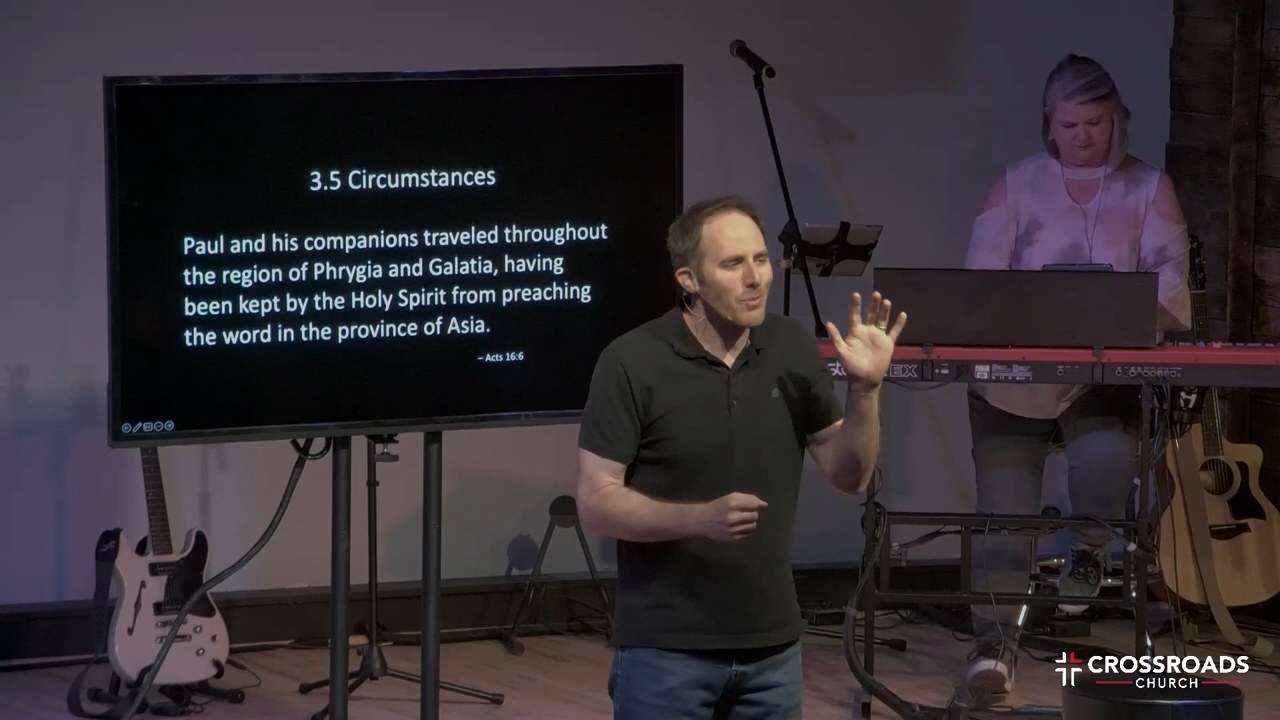 3.5 Circumstances
Paul and his companions traveled throughout
the region of Phrygia and Galatia, having
been kept by the Holy Spirit from preaching
the word in the province of Asia.
– Acts 16:6
EX
CROSSROADS
CHURCH